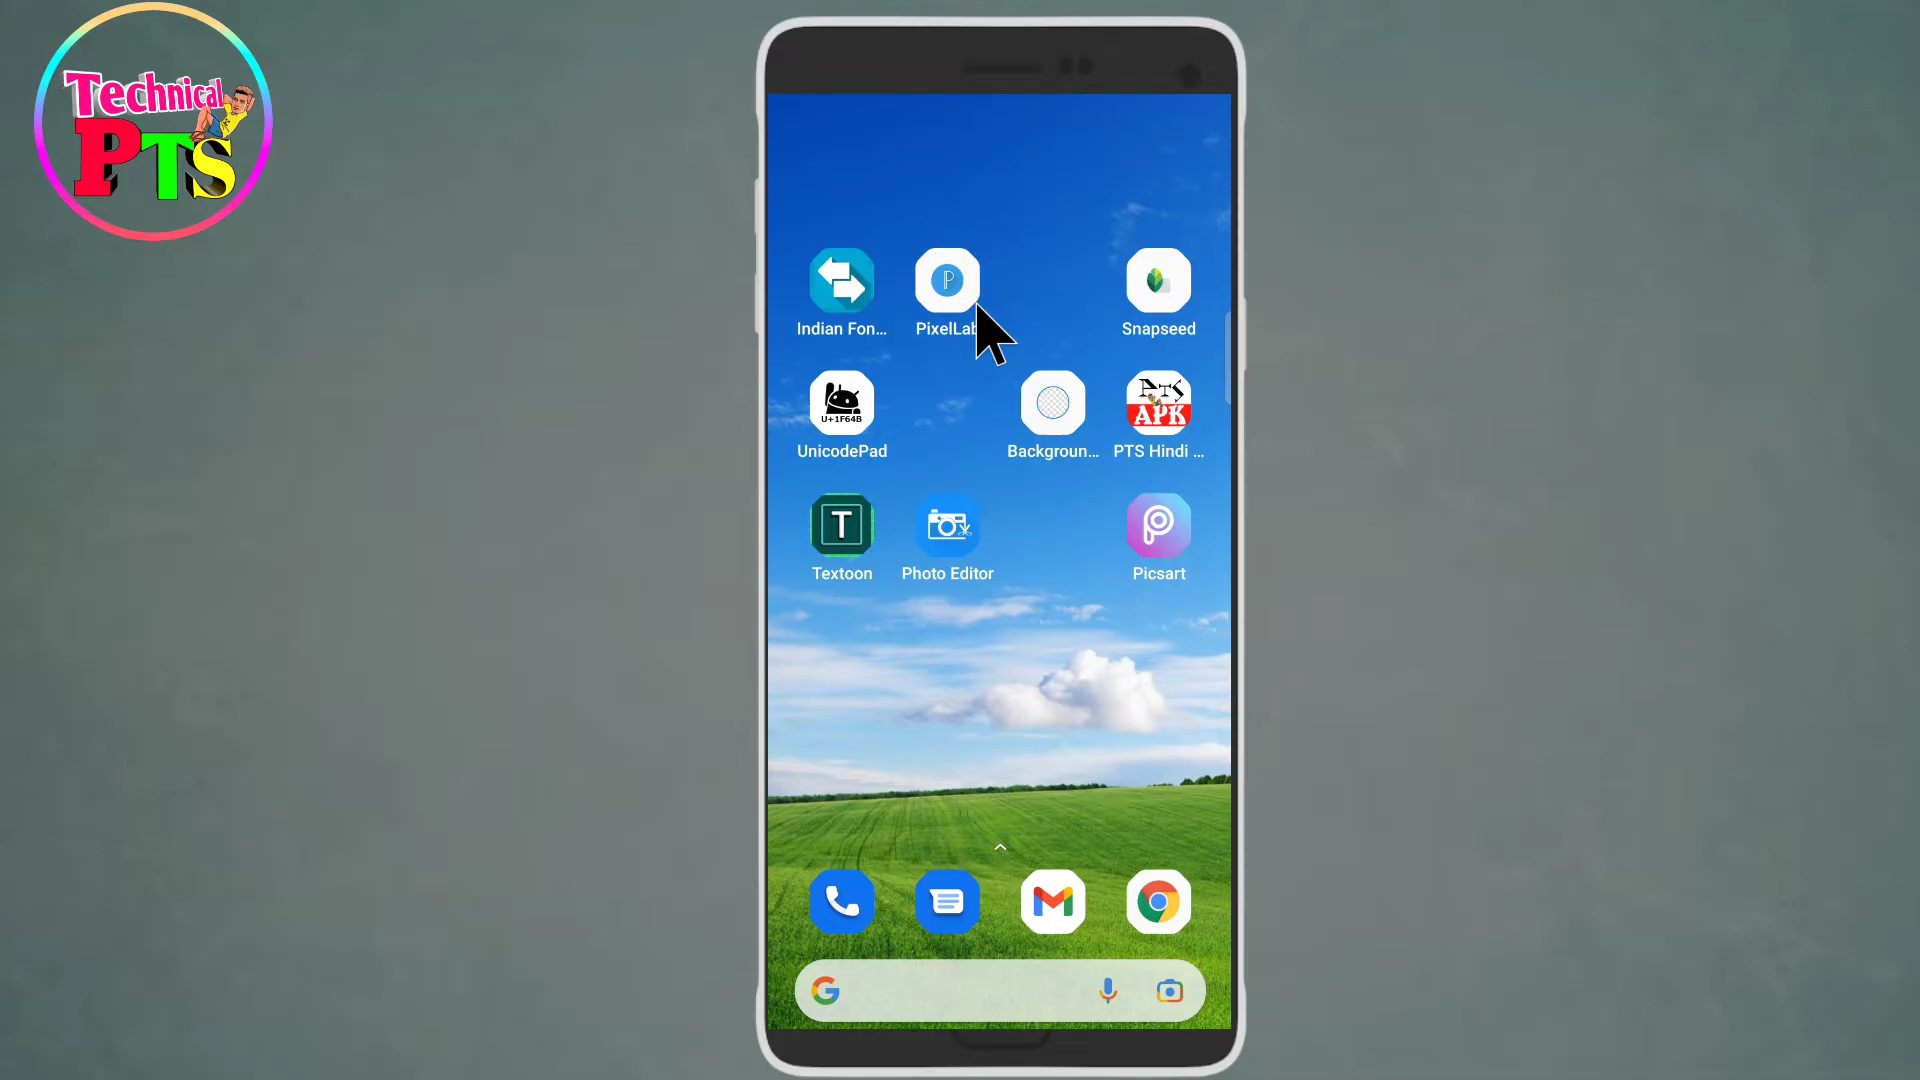 Technical
PTS
Indian Fon...
PixelLab
Snapseed
U+1F64B
PTS
APK
UnicodePad
Backgroun...
PTS Hindi ...
T
Textoon
Photo Editor
Picsart